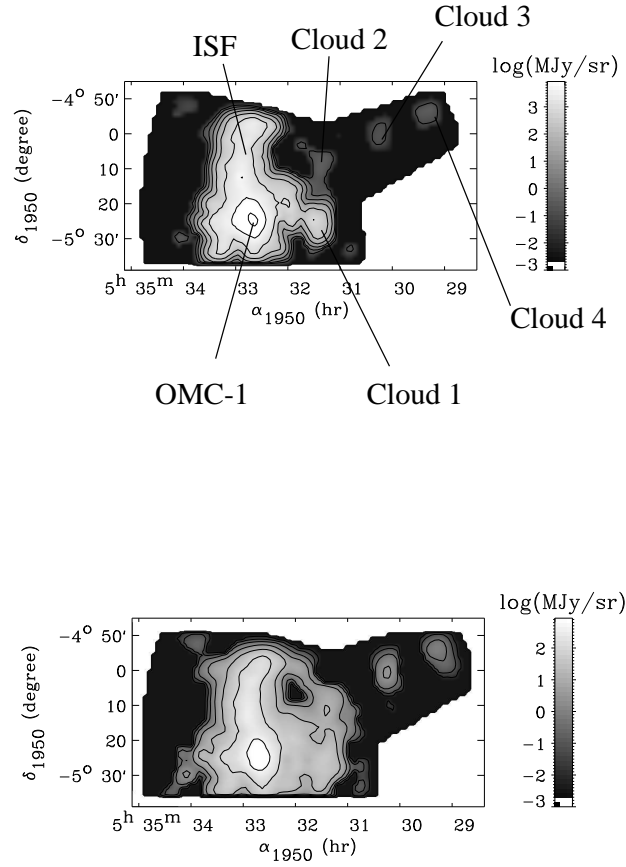 Cloud 3
Cloud 2
ISF
log(MJy/sr)
−4° 50′
0
10
20
−5° 30′
δ1950 (degree)
3
2
1
0
−1
−2
−3
5h 35m 34 33 32 31 30 29
α1950 (hr)
Cloud 4
OMC-1
Cloud 1
log(MJy/sr)
−4° 50′
0
10
20
−5° 30′
δ1950 (degree)
2
1
0
−1
−2
−3
5h 35m 34 33 32 31 30 29
α1950 (hr)